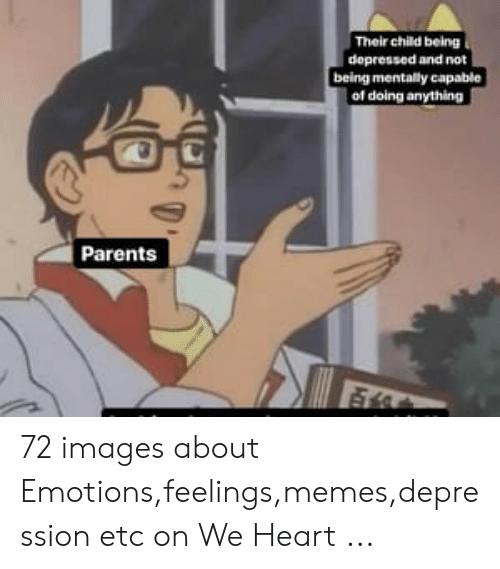 Their child being
depressed and not
being mentally capable
of doing anything
Parents
72 images about
Emotions,feelings,memes,depre
ssion etc on We Heart ...